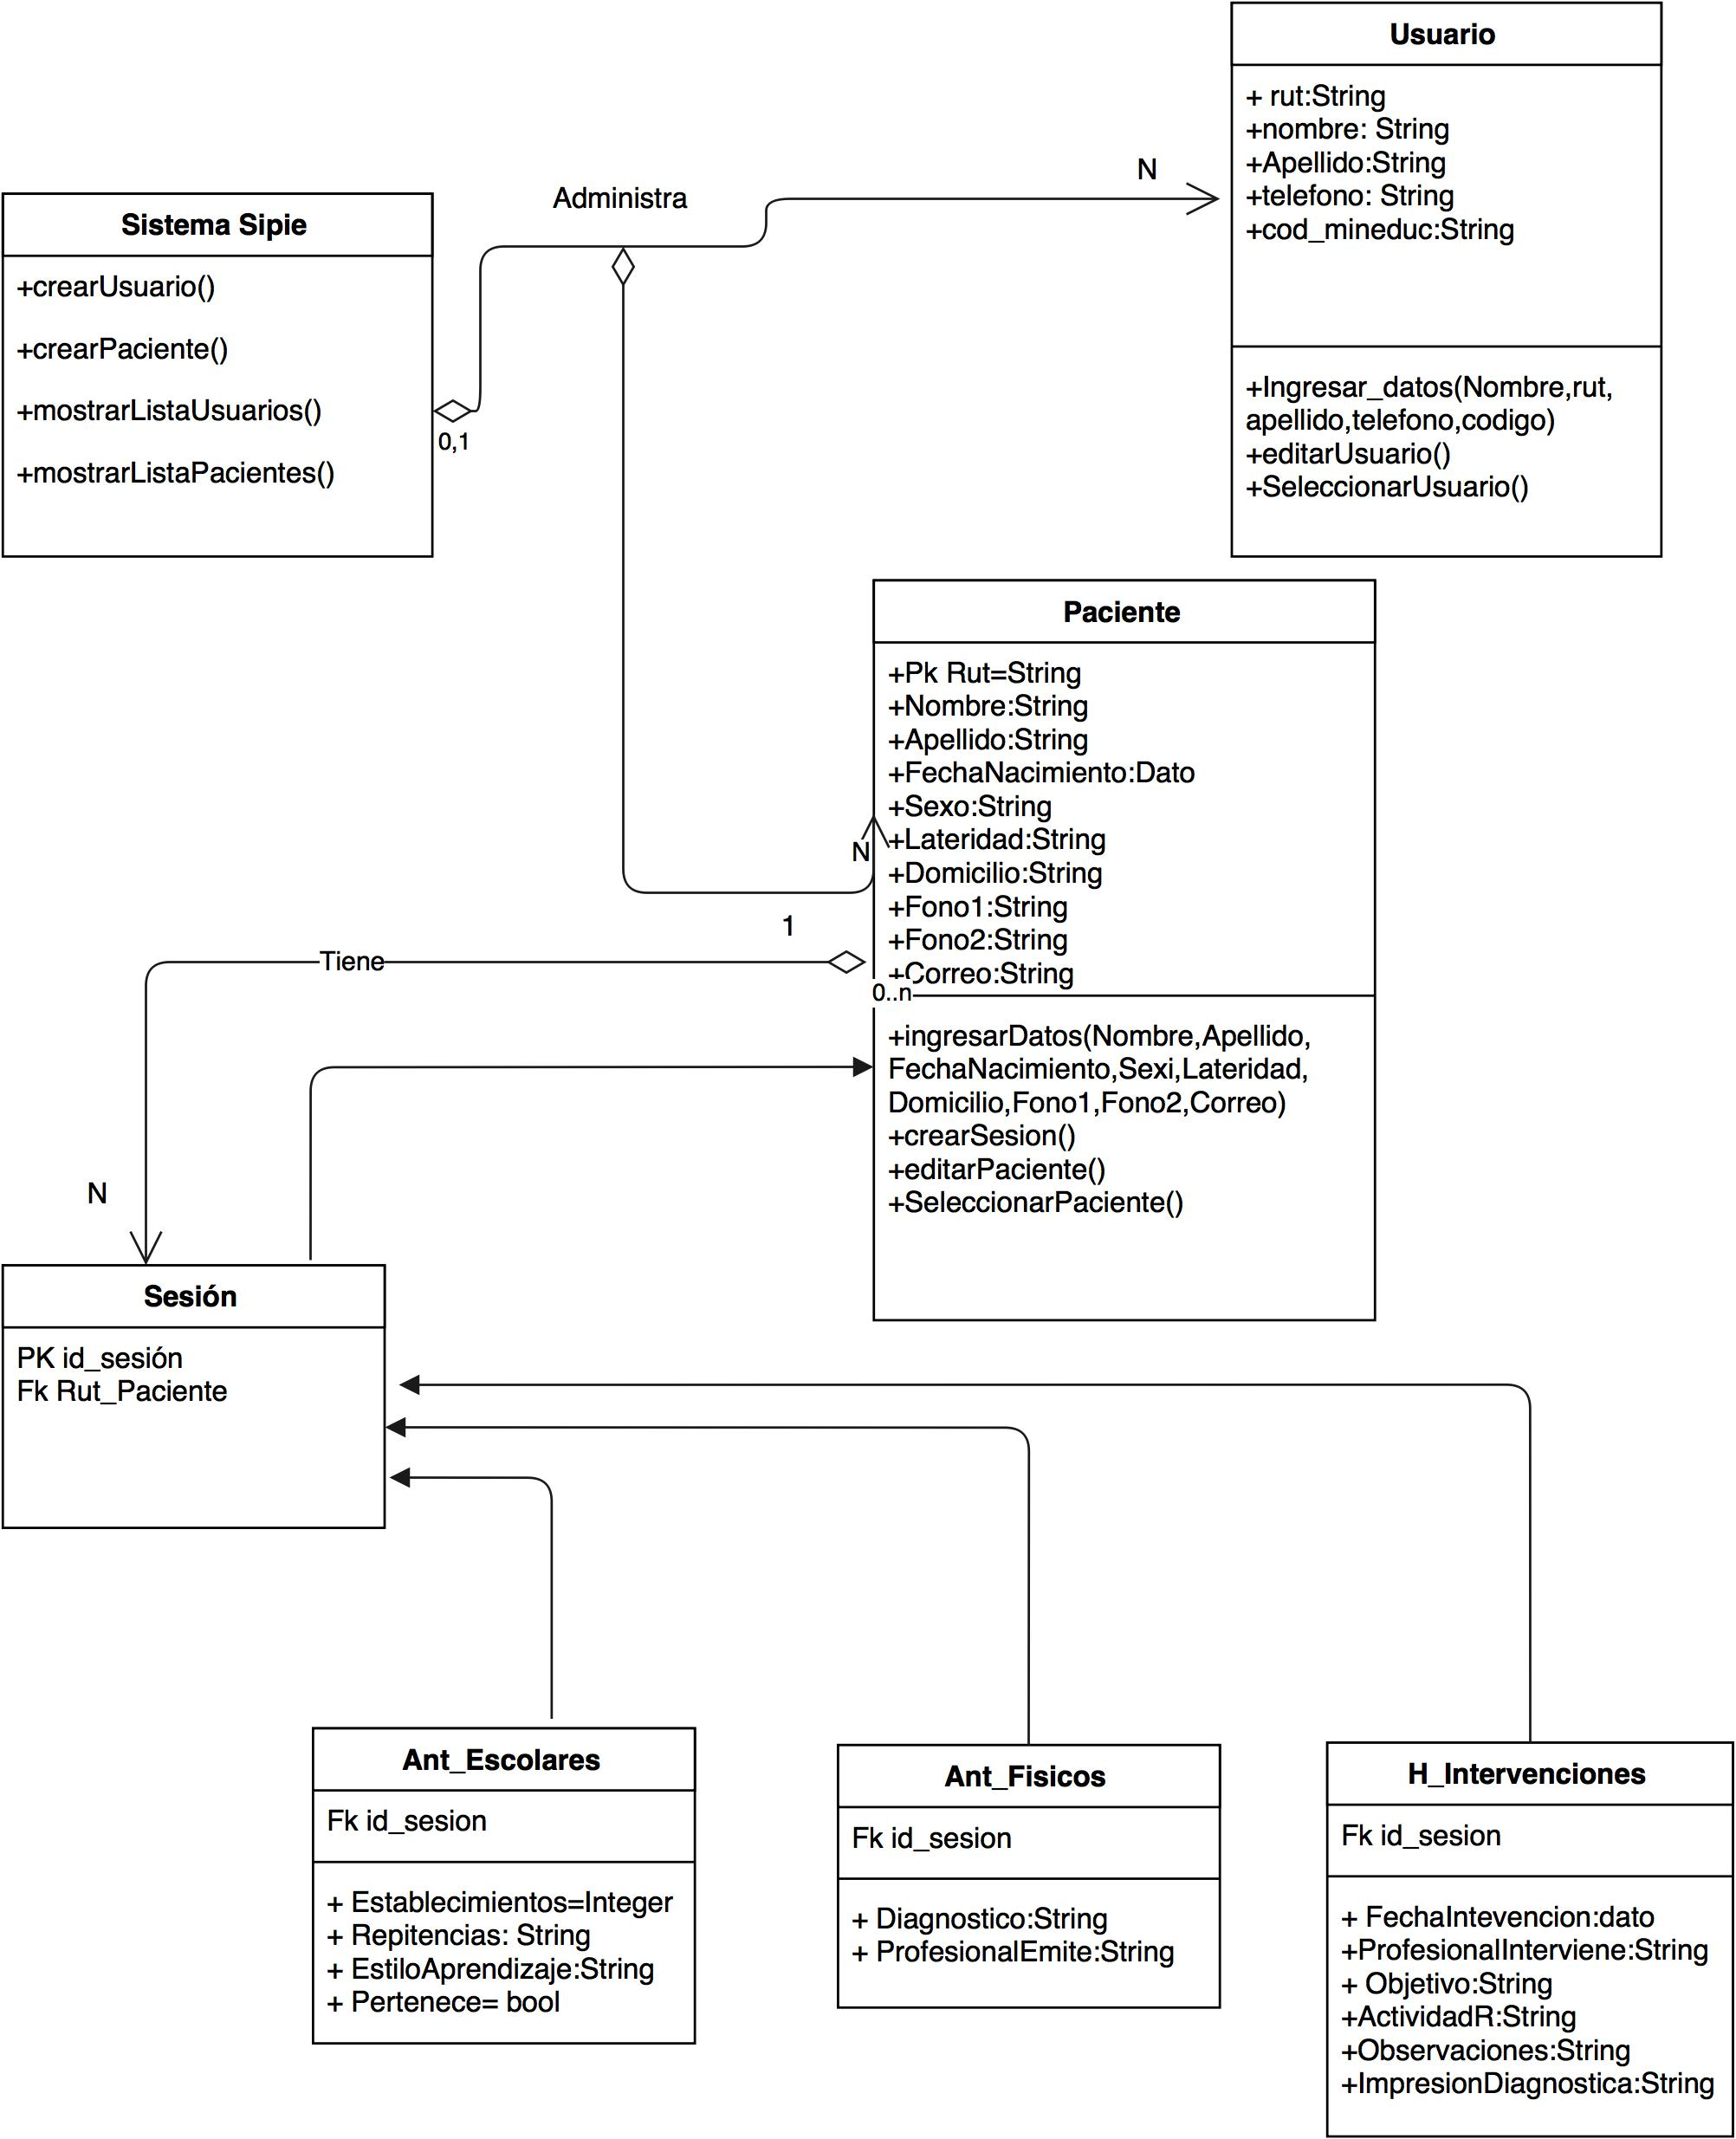 Usuario
+ rut:String
+nombre: String
+Apellido:String
+telefono: String
+cod_mineduc:String
+Ingresar_datos(Nombre,rut,
apellido,telefono,codigo)
+editarUsuario()
+SeleccionarUsuario()
N
Administra
Sistema Sipie
+crearUsuario()
+crearPaciente()
+mostrarListaUsuarios()
+mostrarListaPacientes()
0,1
Paciente
+Pk Rut=String
+Nombre:String
+Apellido:String
+FechaNacimiento:Dato
+Sexo:String
+Lateridad:String
+Domicilio:String
+Fono1:String
+Fono2:String
+Correo:String
N
1
0..n
+ingresarDatos(Nombre,Apellido,
FechaNacimiento,Sexi,Lateridad,
Domicilio,Fono1,Fono2,Correo)
+crearSesion()
+editarPaciente()
+SeleccionarPaciente()
Tiene
N
Sesión
PK id_sesión
Fk Rut_Paciente
Ant_Escolares
Fk id_sesion
+ Establecimientos=Integer
+ Repitencias: String
+ EstiloAprendizaje:String
+ Pertenece= bool
Ant_Fisicos
Fk id_sesion
+ Diagnostico:String
+ ProfesionalEmite:String
H_Intervenciones
Fk id_sesion
+ FechaIntevencion:dato
+ProfesionalInterviene:String
+ Objetivo:String
+ActividadR:String
+Observaciones:String
+ImpresionDiagnostica:String